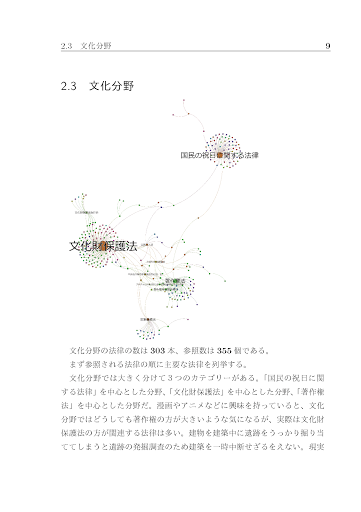 2.3 文化分野
9
2.3 文化分野
国民の祝日に関する法律
文化財保護法
著作権法
文化分野の法律の数は 303 本、参照数は 355 個である。
まず参照される法律の順に主要な法律を列挙する。
文化分野では大きく分けて３つのカテゴリーがある。「国民の祝日に関
する法律」を中心とした分野、「文化財保護法」を中心とした分野、「著作権
法」を中心とした分野だ。漫画やアニメなどに興味を持っていると、文化
分野ではどうしても著作権の方が大きいような気になるが、実際は文化財
保護法の方が関連する法律は多い。建物を建築中に遺跡をうっかり掘り当
ててしまうと遺跡の発掘調査のため建築を一時中断せざるをえない。現実